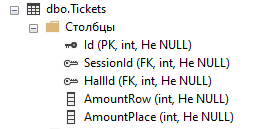 dbo.Tickets
Столбцы
Id (PK, int, Не NULL)
SessionId (FK, int, Не NULL)
HallId (FK, int, Не NULL)
AmountRow (int, Не NULL)
AmountPlace (int, Не NULL)